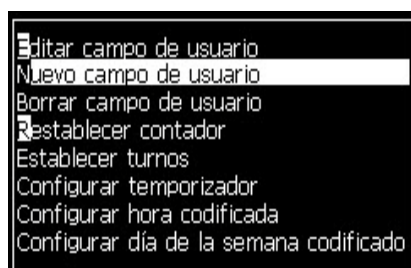 Editar campo de usuario
Nuevo campo de usuario
Borrar campo de usuario
Restablecer contador
Establecer turnos
Configurar temporizador
Configurar hora codificada
Configurar día de la semana codificado